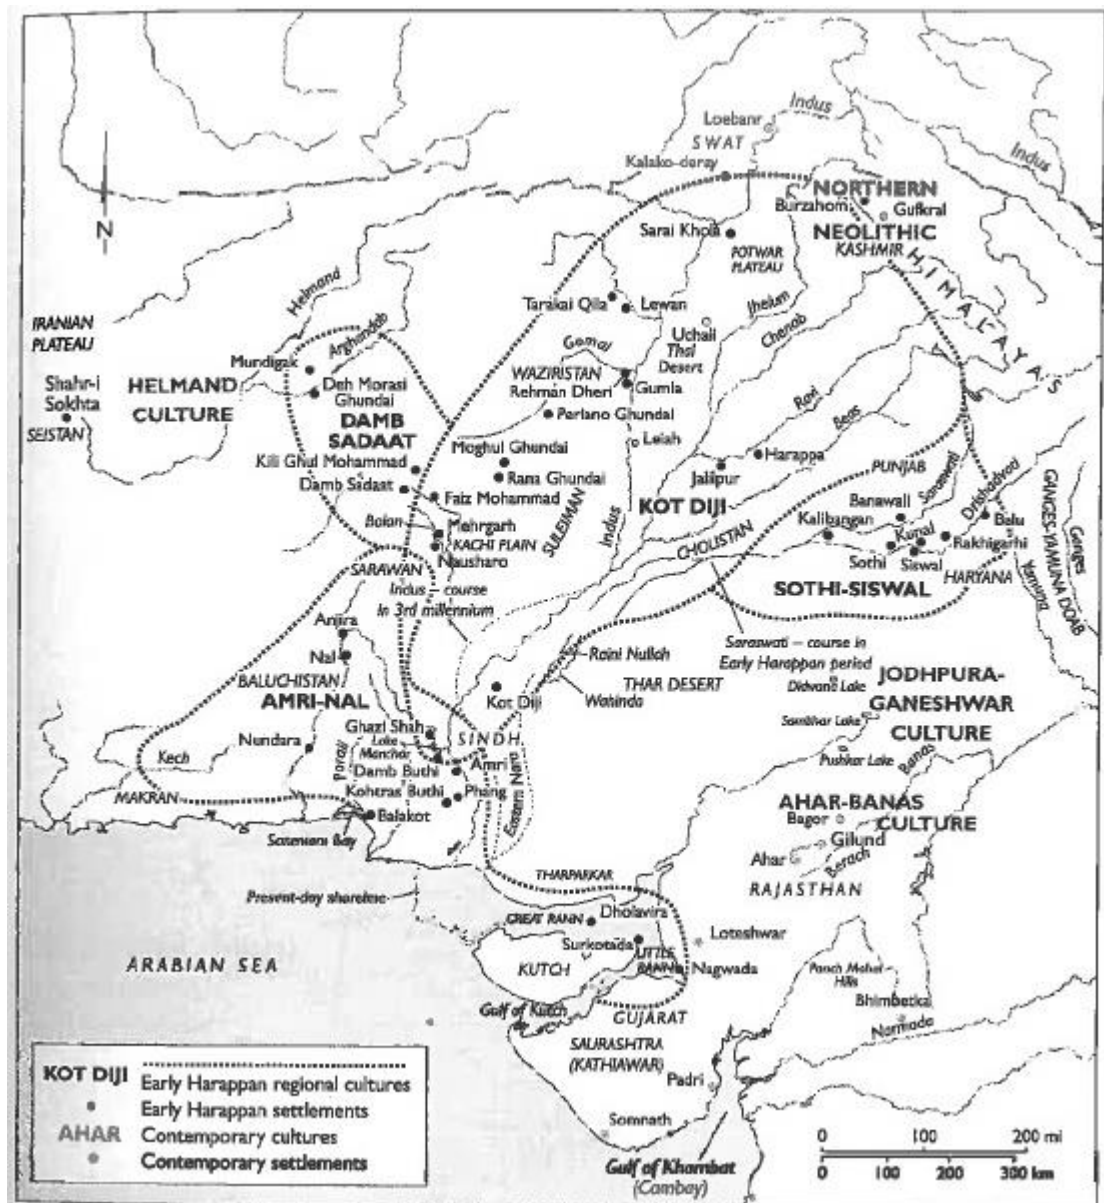 Indus
Loebanr
SWAT
Indus
Kalako-deray
NORTHERN
Burzahom
Gufkral
Sarai Khola
NEOLITHIC
KASHMIR
N
POTWAR
PLATEAU
HIMALAYAS
Helmand
Tarakai Qila
Lewan
Jhelum
IRANIAN
PLATEAU
Arghandab
Uchali
Chenab
Gomal
Thal
Desert
Mundigak
WAZIRISTAN
Shahr-i
Sokhta
HELMAND
CULTURE
Deh Morasi
Ghundai
Rehman Dheri
Gumla
Ravi
DAMB
SADAAT
Periano Ghundai
Beas
SEISTAN
Leiah
Moghul Ghundai
Harappa
Kili Ghul Mohammad
Rana Ghundai
Jalilpur
PUNJAB
Damb Sadaat
Faiz Mohammad
SULEIMAN
KOT DIJI
Banawali
Saraswati
Drishadvati
GANGES-YAMUNA DOAB
Bolan
Mehrgarh
Indus
Kalibangan
Kunal
Balu
KACHI PLAIN
CHOLISTAN
Rakhigarhi
Ganges
Nausharo
Sothi
Siswal
SARAWAN
HARYANA
Yamuna
Indus – course
in 3rd millennium
SOTHI-SISWAL
Anjira
Saraswati – course in
Early Harappan period
Nal
Raini Nullah
Didwana Lake
BALUCHISTAN
Kot Diji
Wahinda
THAR DESERT
JODHPURA-
GANESHWAR
CULTURE
AMRI-NAL
Ghazi Shah
SINDH
Sambhar Lake
Nundara
Lake
Manchar
Pushkar Lake
Kech
Porali
Damb Buthi
Amri
Banas
MAKRAN
Kohtras Buthi
Phang
Eastern Nara
AHAR-BANAS
CULTURE
Balakot
Bagor
Sonmiani Bay
Gilund
Ahar
Berach
THARPARKAR
RAJASTHAN
Present-day shoreline
GREAT RANN
Dholavira
Surkotada
Loteshwar
ARABIAN SEA
KUTCH
LITTLE
RANN
Nagwada
Panch Mahal
Hills
Gulf of Kutch
Bhimbetka
GUJARAT
Narmada
SAURASHTRA
(KATHIAWAR)
Padri
Somnath
Gulf of Khambat
(Cambay)
KOT DIJI
Early Harappan regional cultures
Early Harappan settlements
AHAR Contemporary cultures
Contemporary settlements
0 100 200 mi
0 100 200 300 km